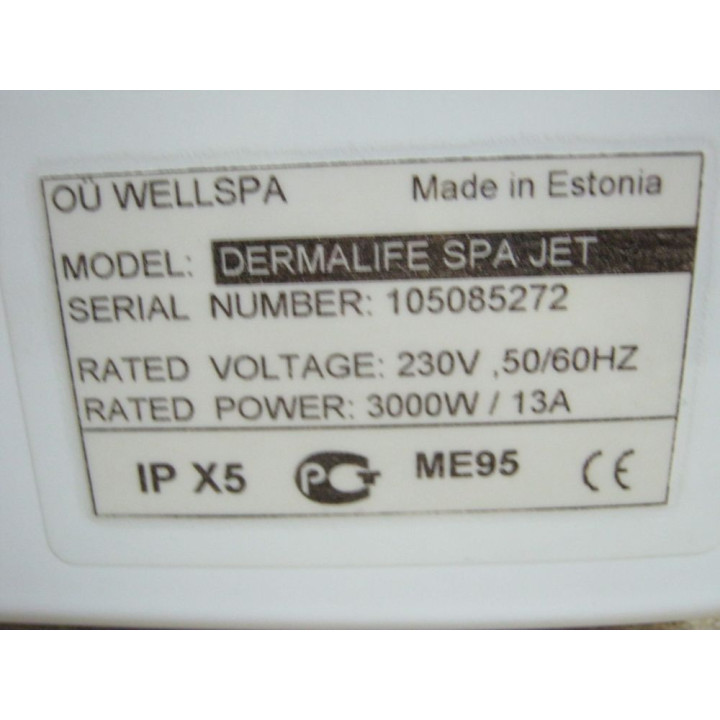 OÜ WELLSPA Made in Estonia
MODEL: DERMALIFE SPA JET
SERIAL NUMBER: 105085272
RATED VOLTAGE: 230V ,50/60HZ
RATED POWER: 3000W / 13A
IP X5 PCT ME95 CE